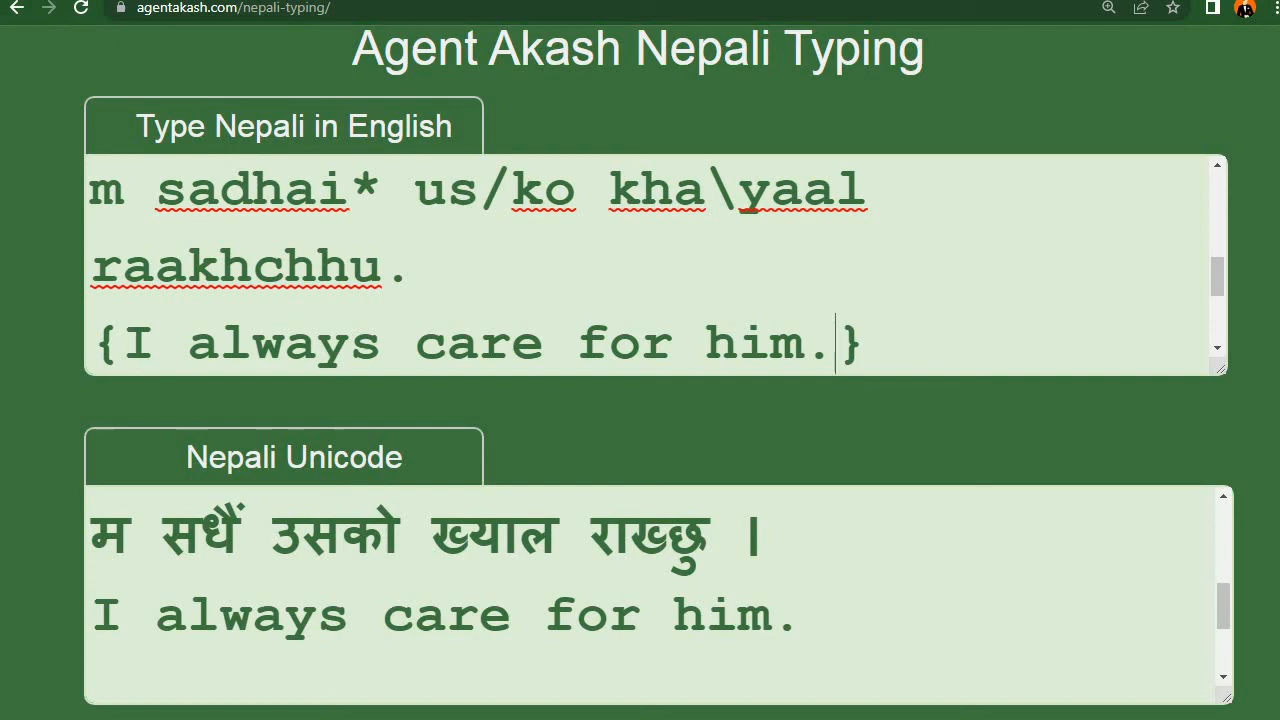 agentakash.com/nepali-typing/
Agent Akash Nepali Typing
Type Nepali in English
m sadhai* us/ko kha\yaal
raakhchhu.
{I always care for him.}
Nepali Unicode
म सधैं उसको ख्याल राख्छु ।
I always care for him.